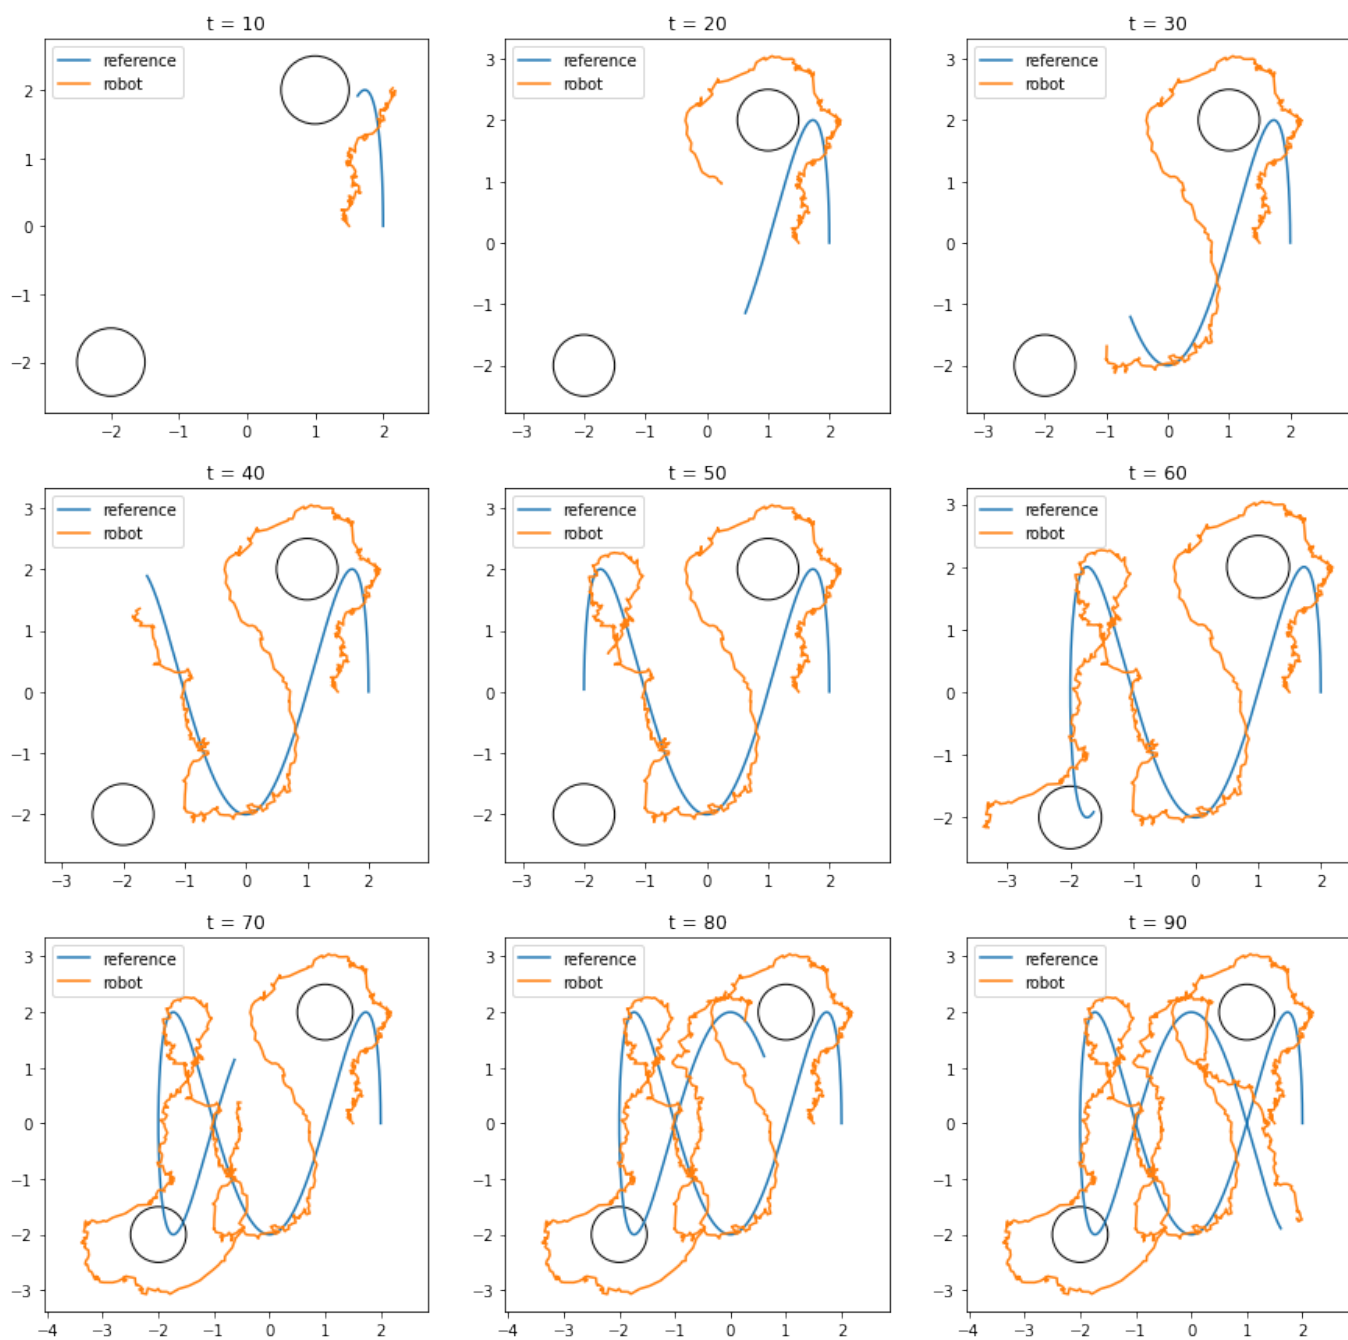 t = 10
reference
robot
2
1
0
−1
−2
−2 −1 0 1 2
t = 20
reference
robot
3
2
1
0
−1
−2
−3 −2 −1 0 1 2
t = 30
reference
robot
3
2
1
0
−1
−2
−3 −2 −1 0 1 2
t = 40
reference
robot
3
2
1
0
−1
−2
−3 −2 −1 0 1 2
t = 50
reference
robot
3
2
1
0
−1
−2
−3 −2 −1 0 1 2
t = 60
reference
robot
3
2
1
0
−1
−2
−3 −2 −1 0 1 2
t = 70
reference
robot
3
2
1
0
−1
−2
−3
−4 −3 −2 −1 0 1 2
t = 80
reference
robot
3
2
1
0
−1
−2
−3
−4 −3 −2 −1 0 1 2
t = 90
reference
robot
3
2
1
0
−1
−2
−3
−4 −3 −2 −1 0 1 2